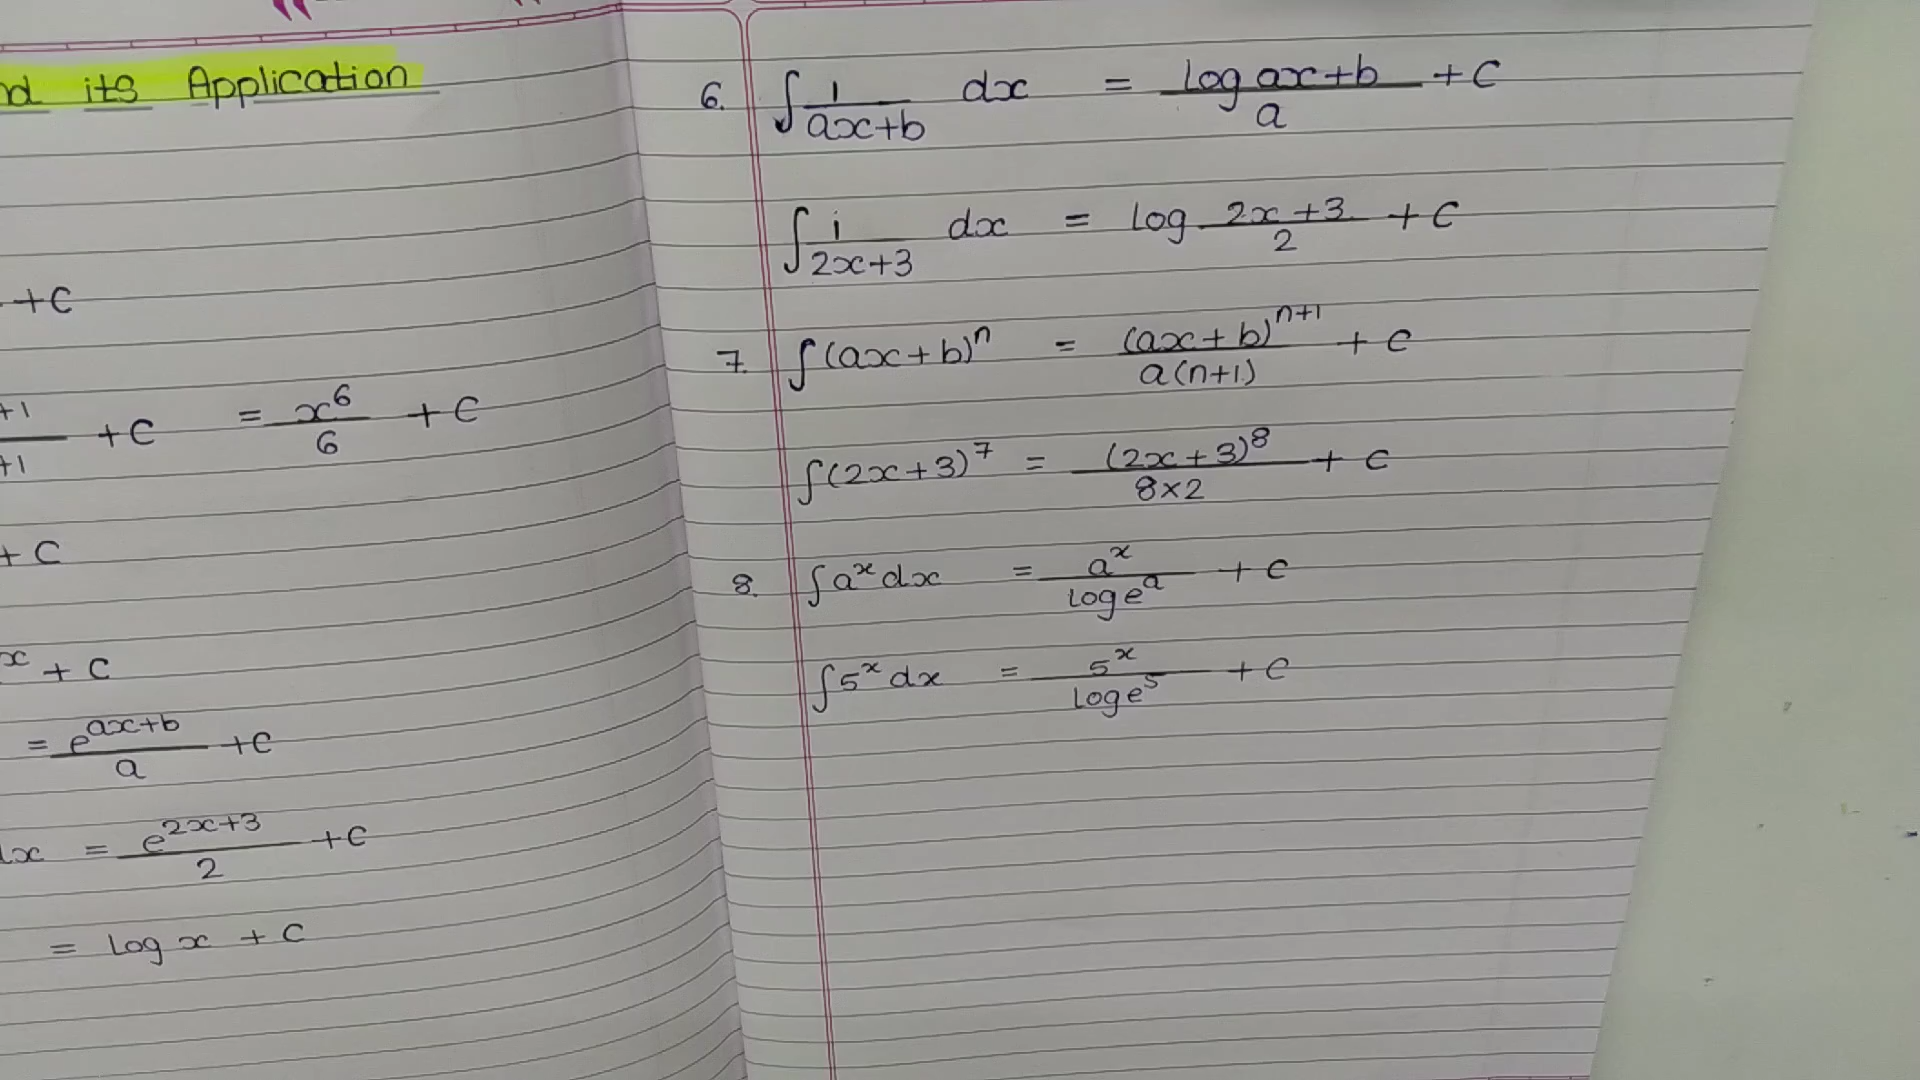 nd its Application
+C
+1
+C = x^6/6 + C
+1
+ C
x + C
= e^(ax+b)/a + C
dx = e^(2x+3)/2 + C
= log x + C
6. ∫ 1/(ax+b) dx = (log ax+b)/a + C
∫ 1/(2x+3) dx = log (2x+3)/2 + C
7. ∫(ax+b)^n = (ax+b)^(n+1)/(a(n+1)) + C
∫(2x+3)^7 = (2x+3)^8/(8×2) + C
8. ∫a^x dx = a^x/(log e^a) + C
∫5^x dx = 5^x/(log e^5) + C